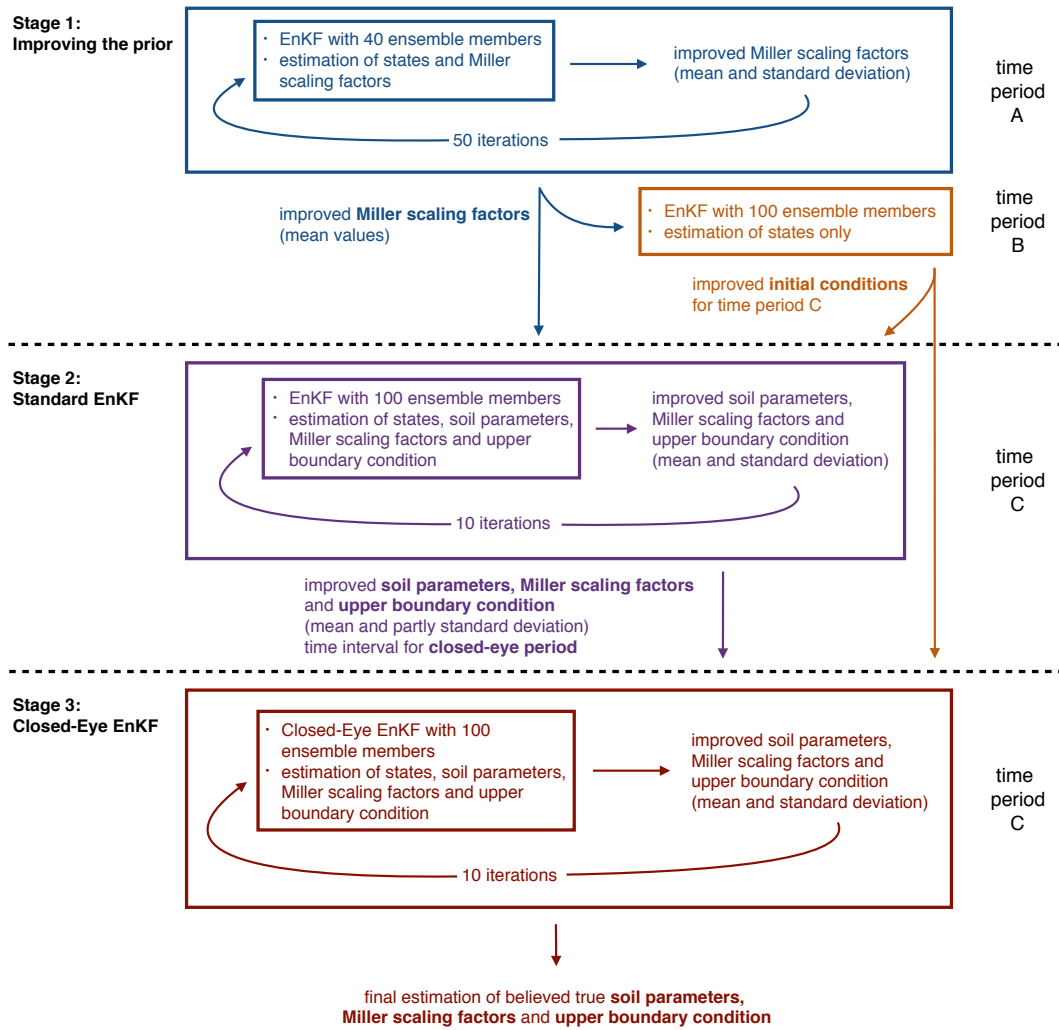 Stage 1:
Improving the prior
· EnKF with 40 ensemble members
· estimation of states and Miller
scaling factors
improved Miller scaling factors
(mean and standard deviation)
50 iterations
time
period
A
improved Miller scaling factors
(mean values)
· EnKF with 100 ensemble members
· estimation of states only
time
period
B
improved initial conditions
for time period C
Stage 2:
Standard EnKF
· EnKF with 100 ensemble members
· estimation of states, soil parameters,
Miller scaling factors and upper
boundary condition
improved soil parameters,
Miller scaling factors and
upper boundary condition
(mean and standard deviation)
10 iterations
time
period
C
improved soil parameters, Miller scaling factors
and upper boundary condition
(mean and partly standard deviation)
time interval for closed-eye period
Stage 3:
Closed-Eye EnKF
· Closed-Eye EnKF with 100
ensemble members
· estimation of states, soil parameters,
Miller scaling factors and upper
boundary condition
improved soil parameters,
Miller scaling factors and
upper boundary condition
(mean and standard deviation)
10 iterations
time
period
C
final estimation of believed true soil parameters,
Miller scaling factors and upper boundary condition